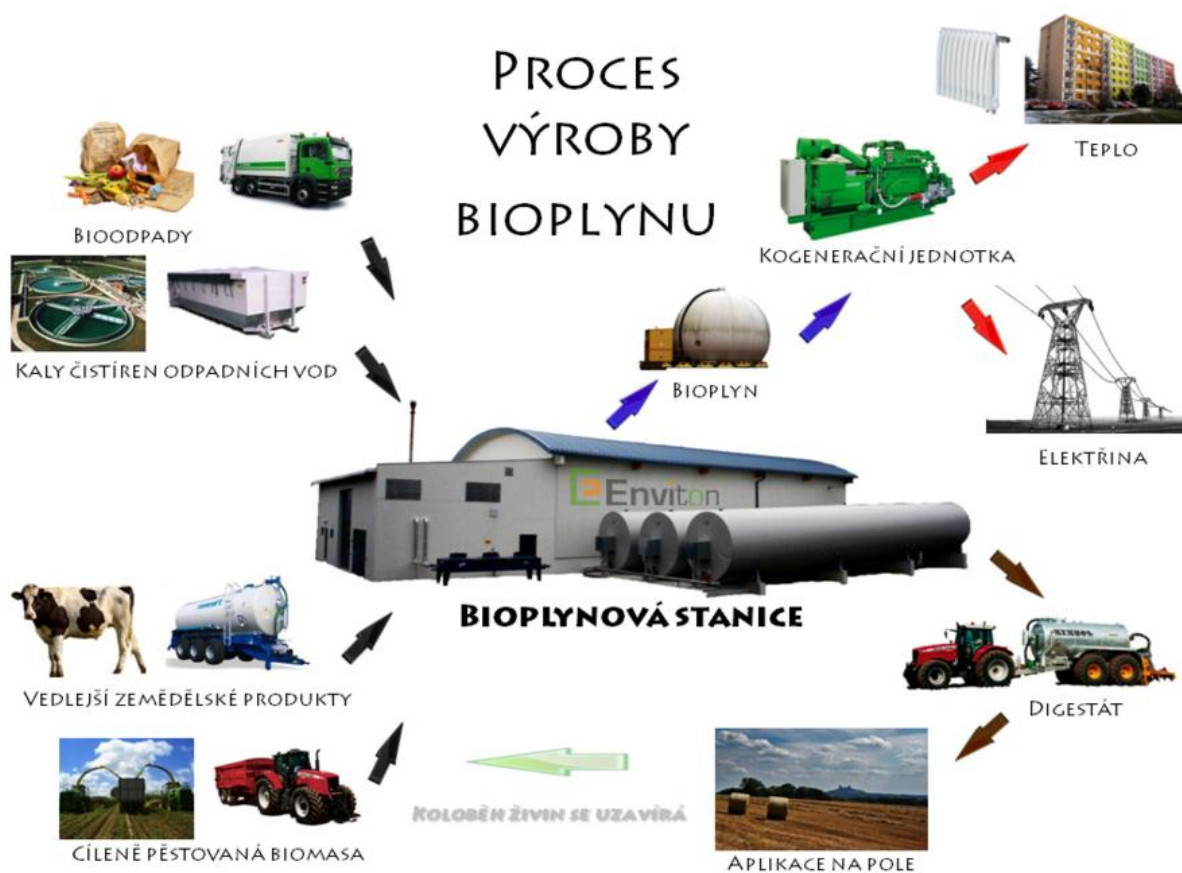 Proces
výroby
bioplynu
Teplo
Bioodpady
Kogenerační jednotka
Kaly čistíren odpadních vod
Bioplyn
Elektřina
Enviton
Bioplynová stanice
Vedlejší zemědělské produkty
Digestát
Koloběh živin se uzavírá
Cíleně pěstovaná biomasa
Aplikace na pole